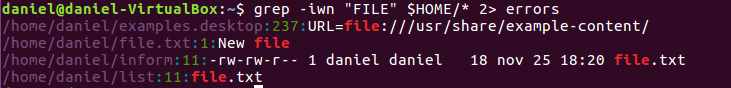 daniel@daniel-VirtualBox:~$ grep -iwn "FILE" $HOME/* 2> errors
/home/daniel/examples.desktop:237:URL=file:///usr/share/example-content/
/home/daniel/file.txt:1:New file
/home/daniel/inform:11:-rw-rw-r-- 1 daniel daniel   18 nov 25 18:20 file.txt
/home/daniel/list:11:file.txt